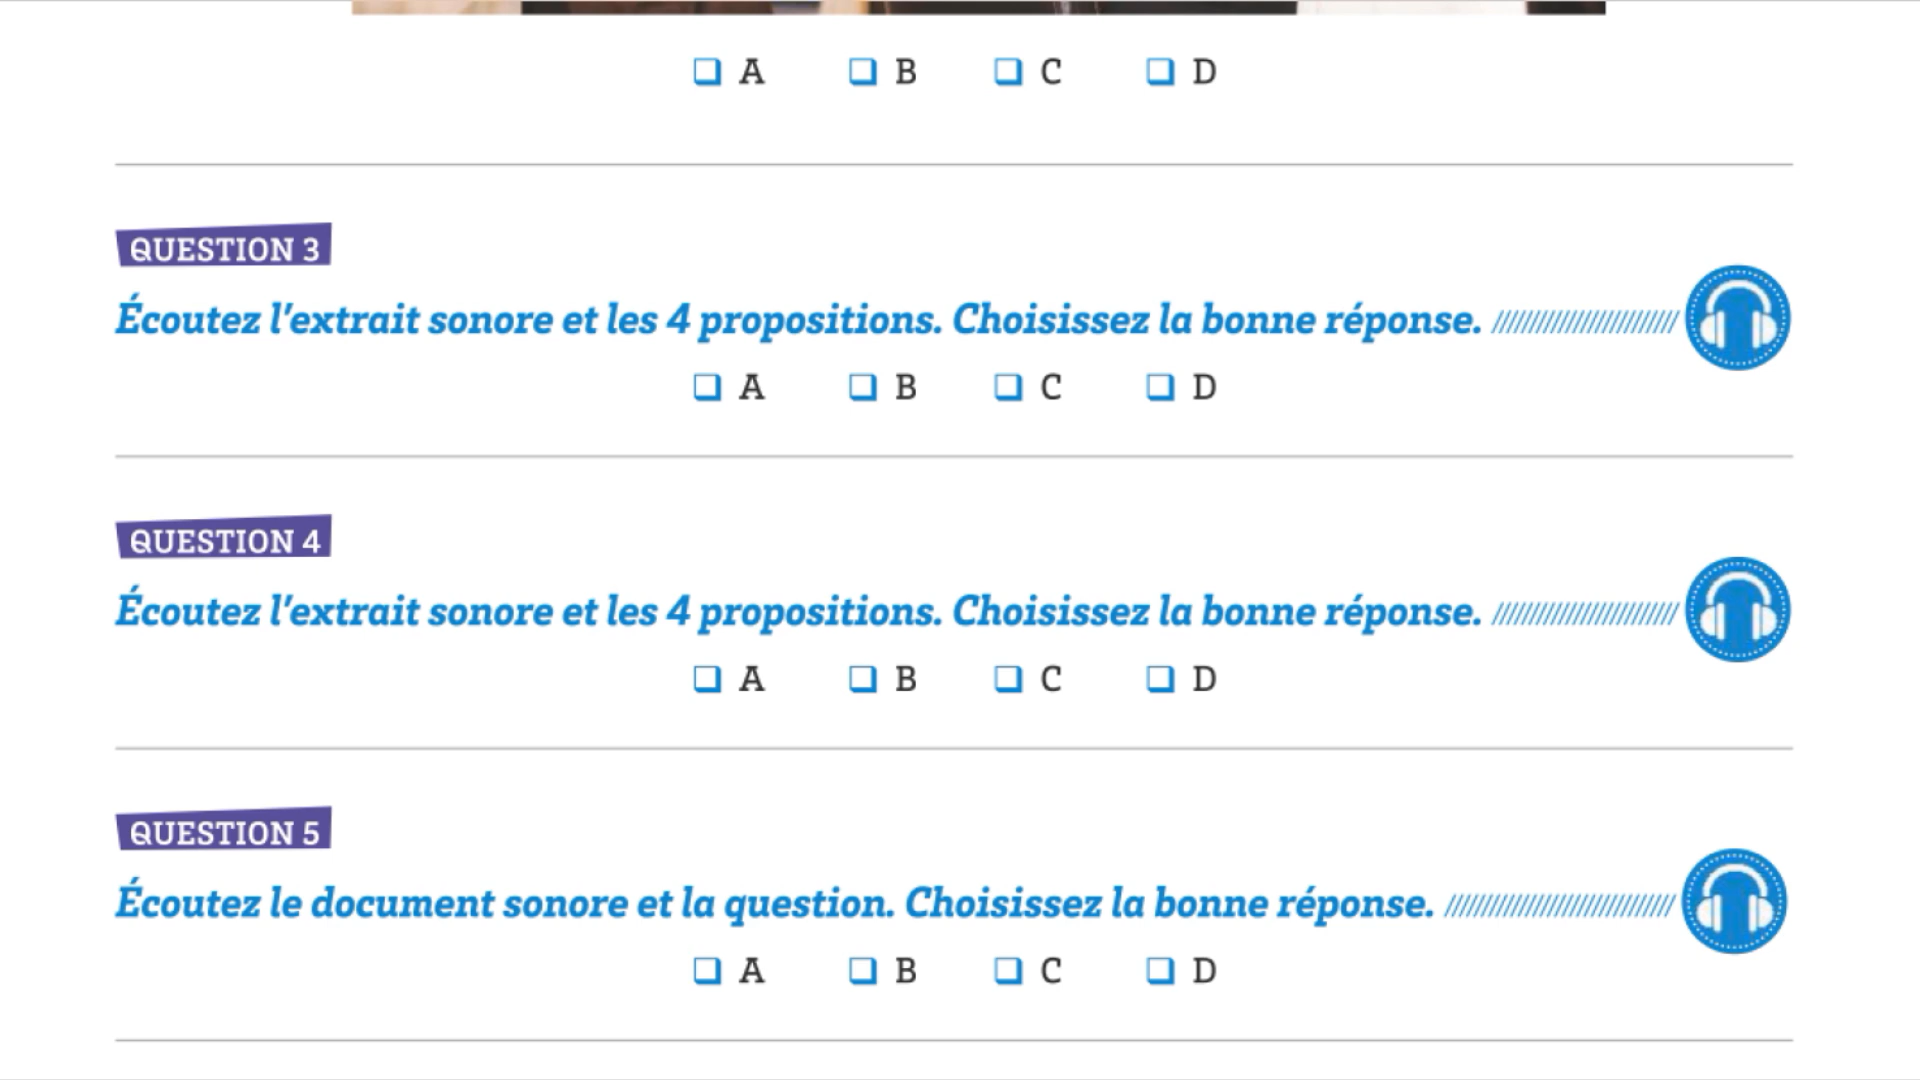 ❑ A ❑ B ❑ C ❑ D
QUESTION 3
Écoutez l'extrait sonore et les 4 propositions. Choisissez la bonne réponse.
❑ A ❑ B ❑ C ❑ D
QUESTION 4
Écoutez l'extrait sonore et les 4 propositions. Choisissez la bonne réponse.
❑ A ❑ B ❑ C ❑ D
QUESTION 5
Écoutez le document sonore et la question. Choisissez la bonne réponse.
❑ A ❑ B ❑ C ❑ D